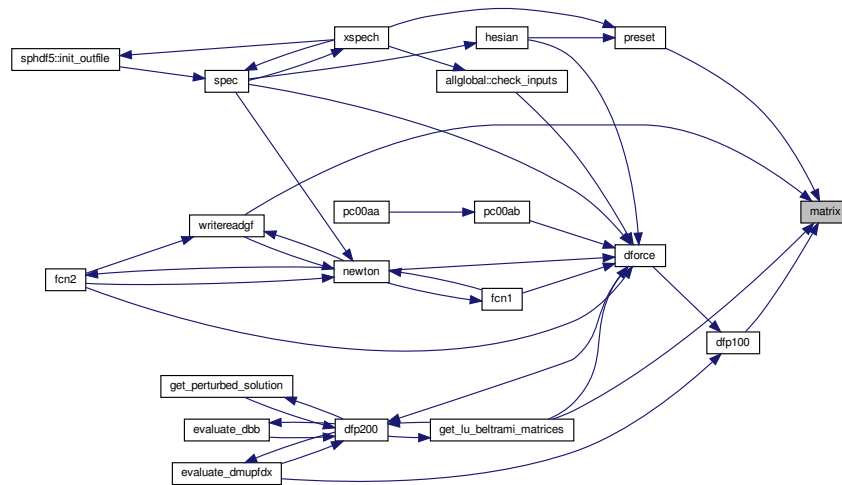 xspech
hesian
preset
sphdf5::init_outfile
spec
allglobal::check_inputs
matrix
pc00aa
pc00ab
writereadgf
dforce
newton
fcn2
fcn1
dfp100
get_perturbed_solution
evaluate_dbb
dfp200
get_lu_beltrami_matrices
evaluate_dmupfdx